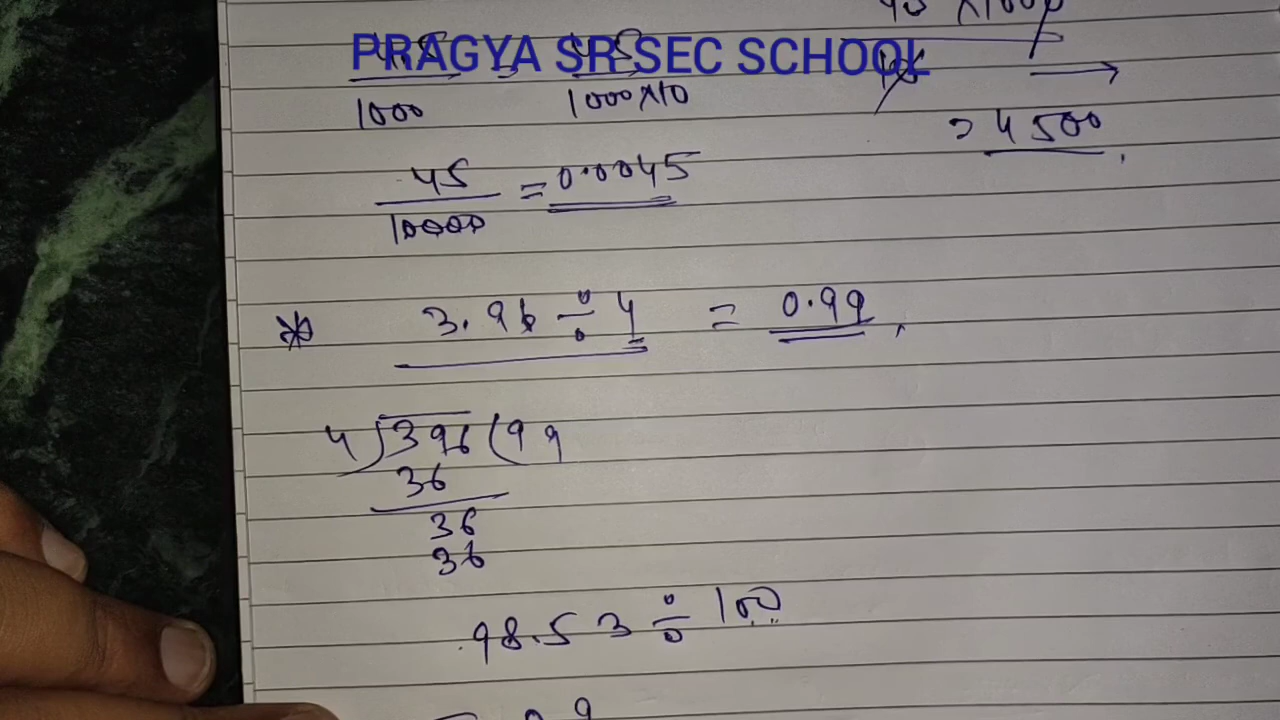 PRAGYA SR SEC SCHOOL
1000 1000×10
= 4500
45/10000 = 0.0045
* 3.96 ÷ 4 = 0.99
4)396(99
36
36
36
98.53 ÷ 100